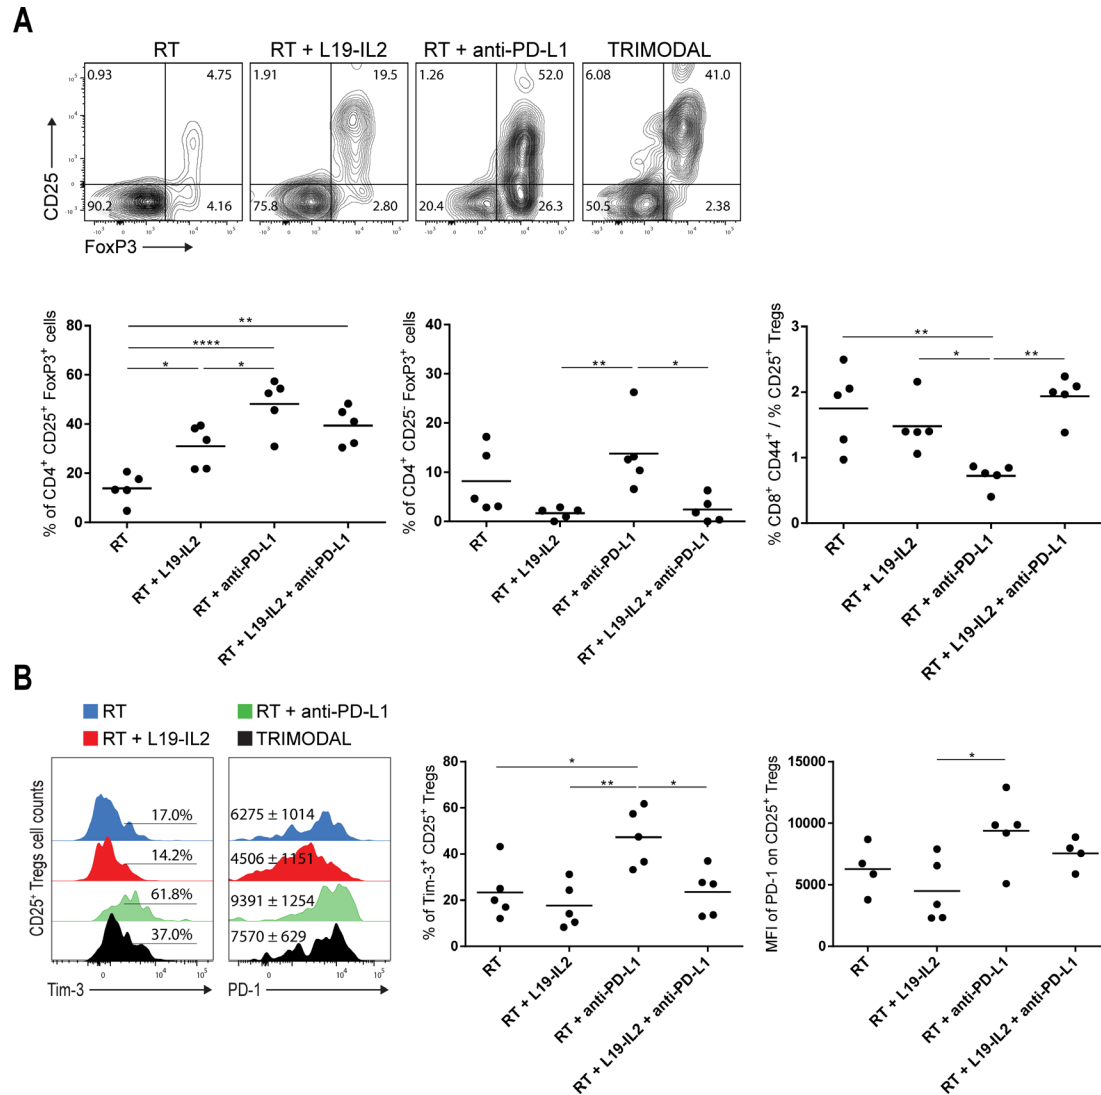 A
RT
RT + L19-IL2
RT + anti-PD-L1
TRIMODAL
0.93 4.75
1.91 19.5
1.26 52.0
6.08 41.0
90.2 4.16
75.8 2.80
20.4 26.3
50.5 2.38
CD25
FoxP3
% of CD4⁺ CD25⁺ FoxP3⁺ cells
80
60
40
20
0
**
****
* *
RT
RT + L19-IL2
RT + anti-PD-L1
RT + L19-IL2 + anti-PD-L1
% of CD4⁺ CD25⁻ FoxP3⁺ cells
40
30
20
10
0
** *
RT
RT + L19-IL2
RT + anti-PD-L1
RT + L19-IL2 + anti-PD-L1
% CD8⁺ CD44⁺ / % CD25⁺ Tregs
3
2
1
0
**
* **
RT
RT + L19-IL2
RT + anti-PD-L1
RT + L19-IL2 + anti-PD-L1
B
RT
RT + anti-PD-L1
RT + L19-IL2
TRIMODAL
CD25⁺ Tregs cell counts
17.0%
14.2%
61.8%
37.0%
0 10⁴ 10⁵
Tim-3
6275 ± 1014
4506 ± 1151
9391 ± 1254
7570 ± 629
0 10⁴ 10⁵
PD-1
% of Tim-3⁺ CD25⁺ Tregs
80
60
40
20
0
*
** *
RT
RT + L19-IL2
RT + anti-PD-L1
RT + L19-IL2 + anti-PD-L1
MFI of PD-1 on CD25⁺ Tregs
15000
10000
5000
0
*
RT
RT + L19-IL2
RT + anti-PD-L1
RT + L19-IL2 + anti-PD-L1